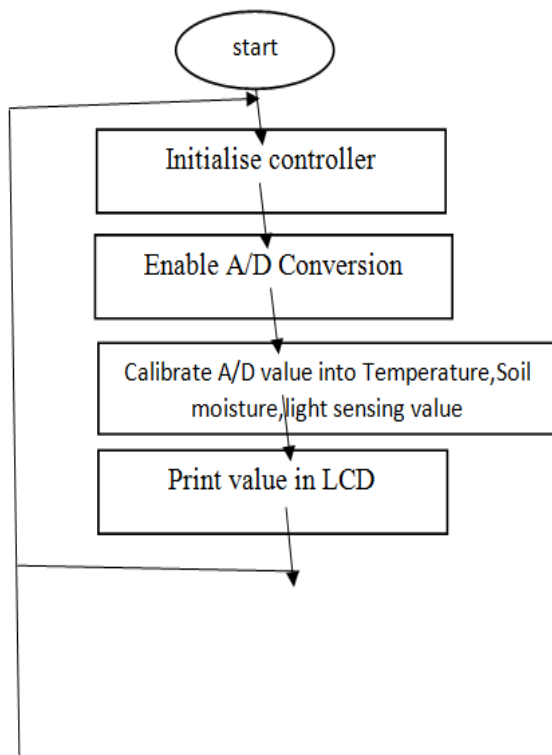 start
Initialise controller
Enable A/D Conversion
Calibrate A/D value into Temperature,Soil
moisture,light sensing value
Print value in LCD